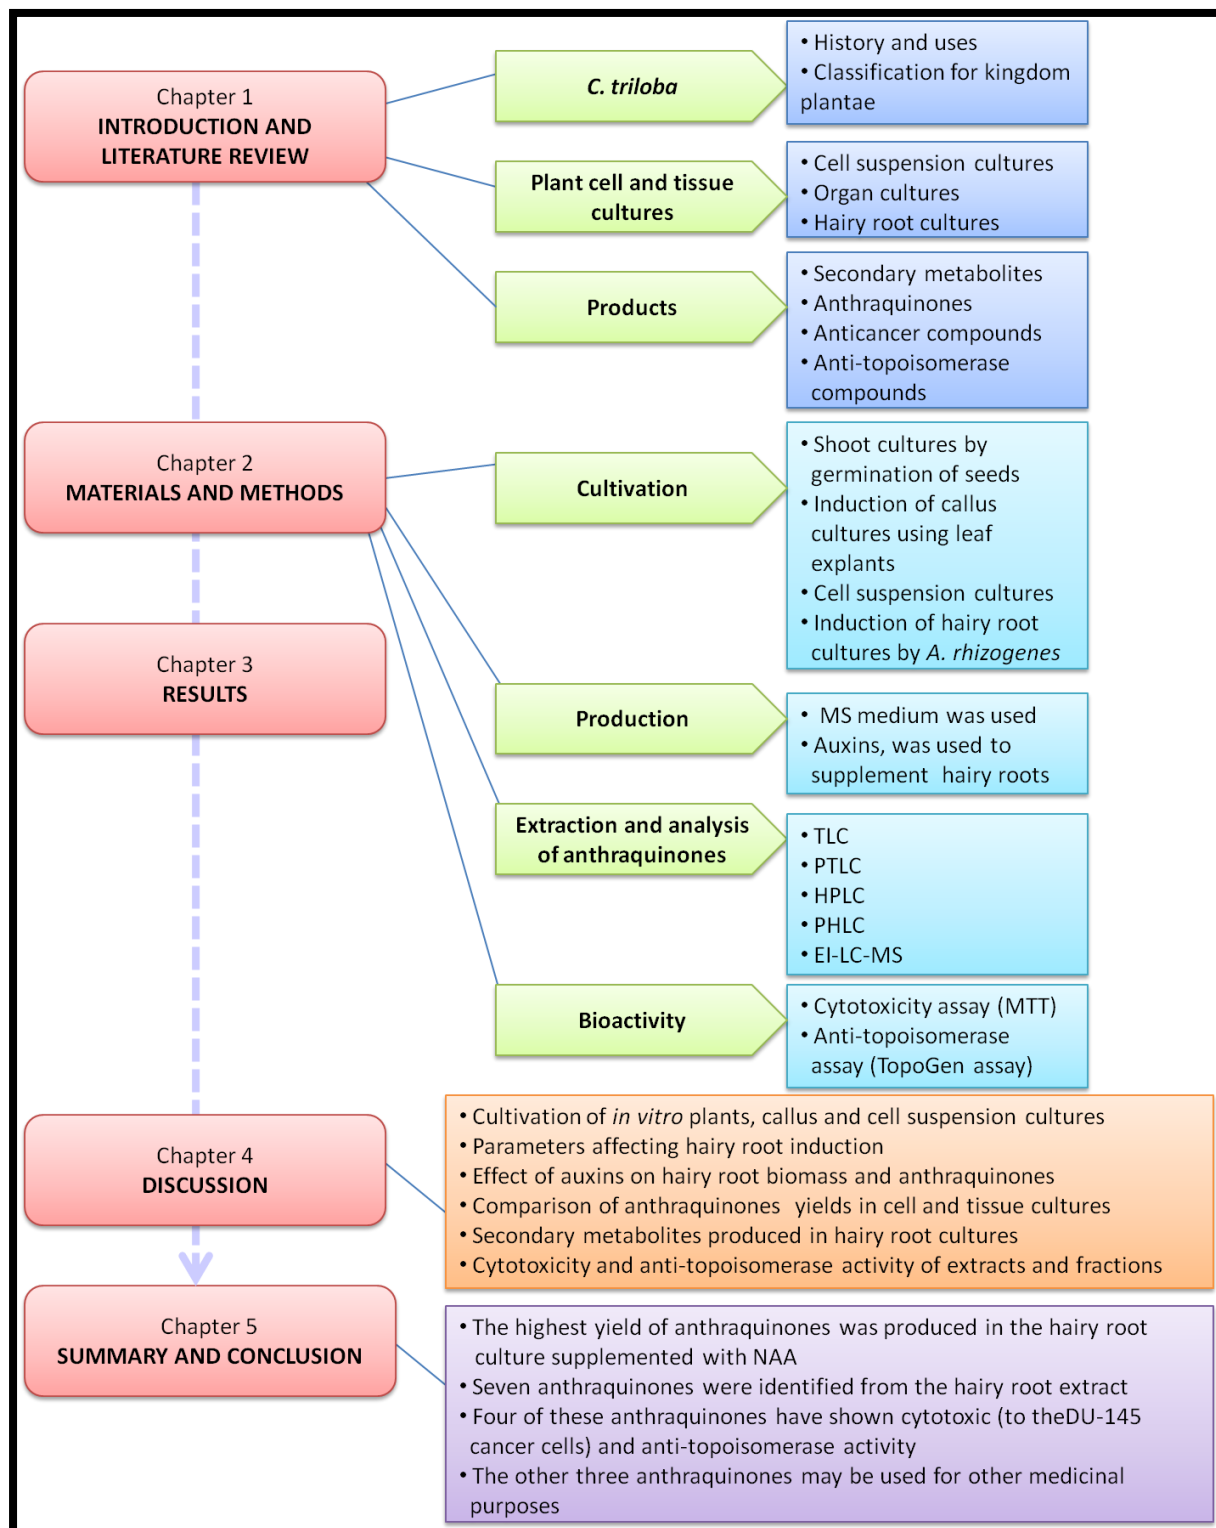 Chapter 1
INTRODUCTION AND
LITERATURE REVIEW
C. triloba
• History and uses
• Classification for kingdom
plantae
Plant cell and tissue
cultures
• Cell suspension cultures
• Organ cultures
• Hairy root cultures
Products
• Secondary metabolites
• Anthraquinones
• Anticancer compounds
• Anti-topoisomerase
compounds
Chapter 2
MATERIALS AND METHODS
Cultivation
• Shoot cultures by
germination of seeds
• Induction of callus
cultures using leaf
explants
• Cell suspension cultures
• Induction of hairy root
cultures by A. rhizogenes
Production
• MS medium was used
• Auxins, was used to
supplement hairy roots
Extraction and analysis
of anthraquinones
• TLC
• PTLC
• HPLC
• PHLC
• EI-LC-MS
Bioactivity
• Cytotoxicity assay (MTT)
• Anti-topoisomerase
assay (TopoGen assay)
Chapter 3
RESULTS
Chapter 4
DISCUSSION
• Cultivation of in vitro plants, callus and cell suspension cultures
• Parameters affecting hairy root induction
• Effect of auxins on hairy root biomass and anthraquinones
• Comparison of anthraquinones yields in cell and tissue cultures
• Secondary metabolites produced in hairy root cultures
• Cytotoxicity and anti-topoisomerase activity of extracts and fractions
Chapter 5
SUMMARY AND CONCLUSION
• The highest yield of anthraquinones was produced in the hairy root
culture supplemented with NAA
• Seven anthraquinones were identified from the hairy root extract
• Four of these anthraquinones have shown cytotoxic (to theDU-145
cancer cells) and anti-topoisomerase activity
• The other three anthraquinones may be used for other medicinal
purposes